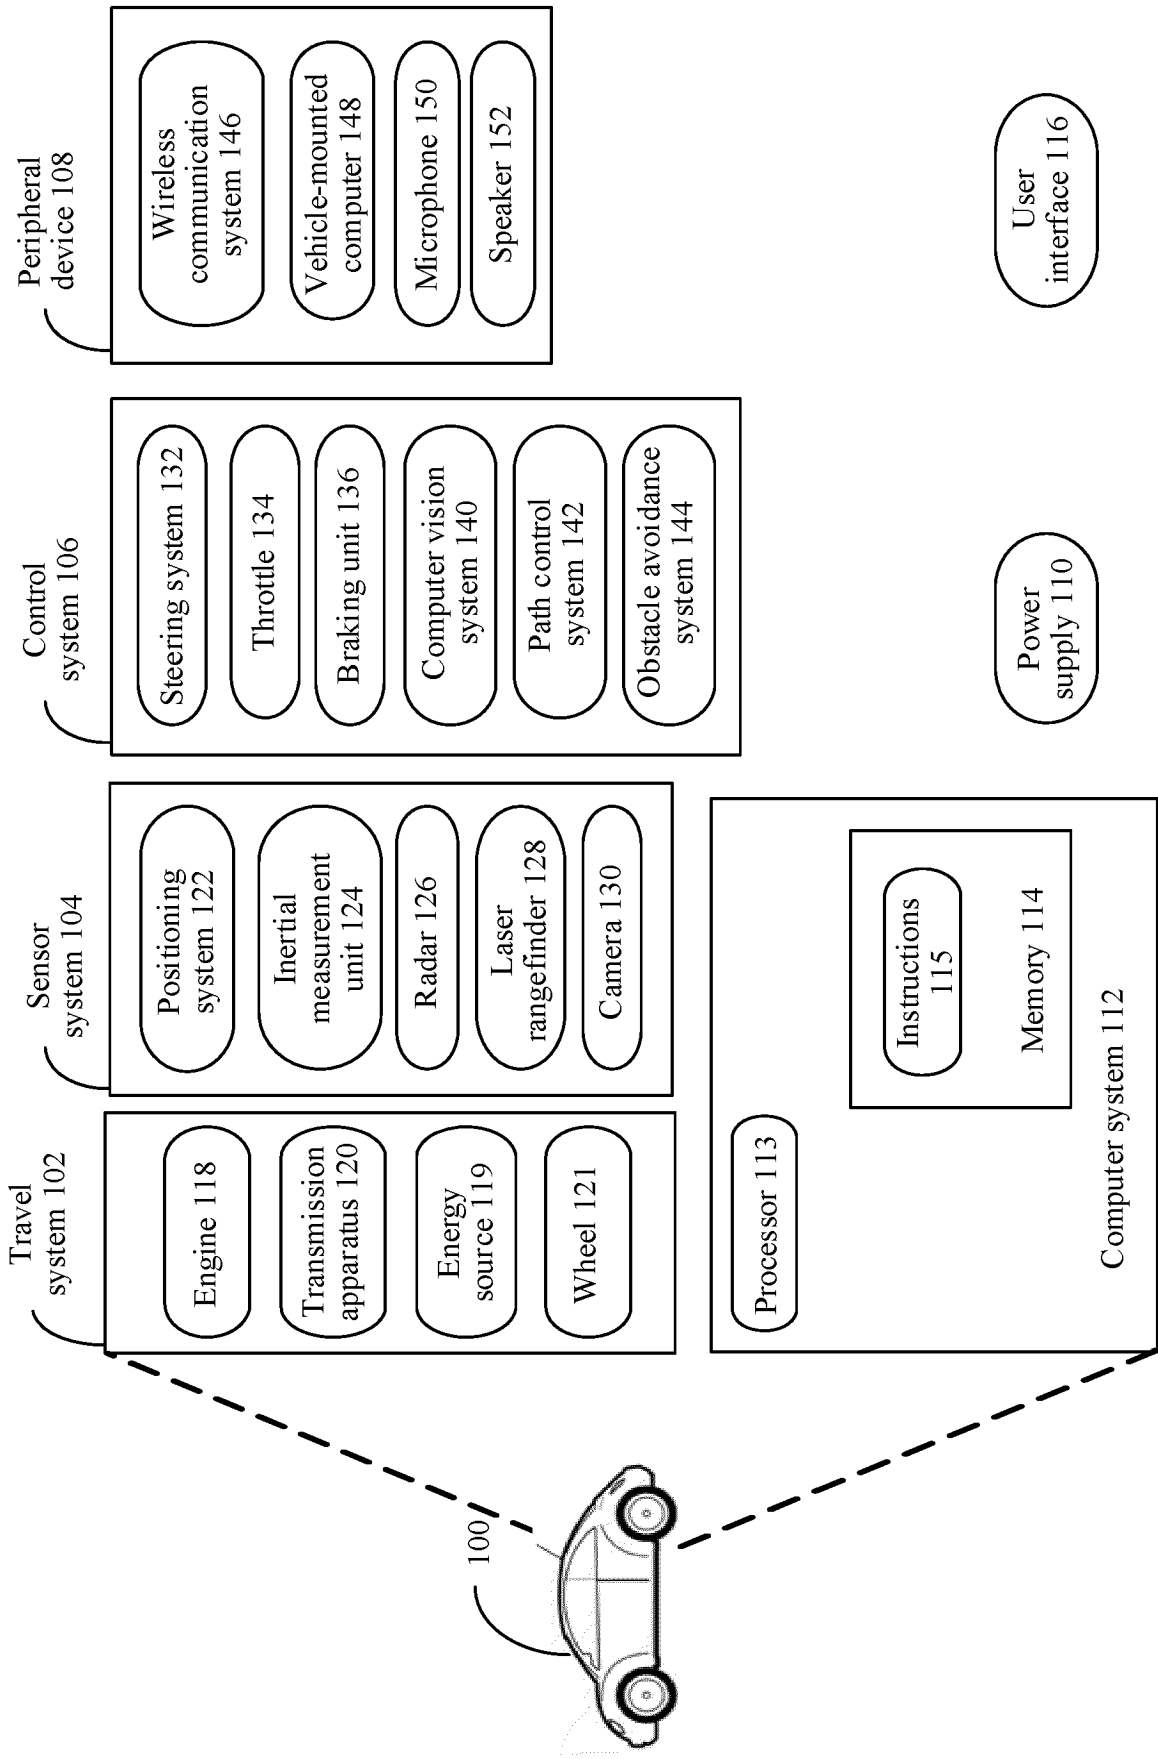 100
Travel
system 102
Engine 118
Transmission
apparatus 120
Energy
source 119
Wheel 121
Sensor
system 104
Positioning
system 122
Inertial
measurement
unit 124
Radar 126
Laser
rangefinder 128
Camera 130
Control
system 106
Steering system 132
Throttle 134
Braking unit 136
Computer vision
system 140
Path control
system 142
Obstacle avoidance
system 144
Peripheral
device 108
Wireless
communication
system 146
Vehicle-mounted
computer 148
Microphone 150
Speaker 152
Processor 113
Instructions
115
Memory 114
Computer system 112
Power
supply 110
User
interface 116